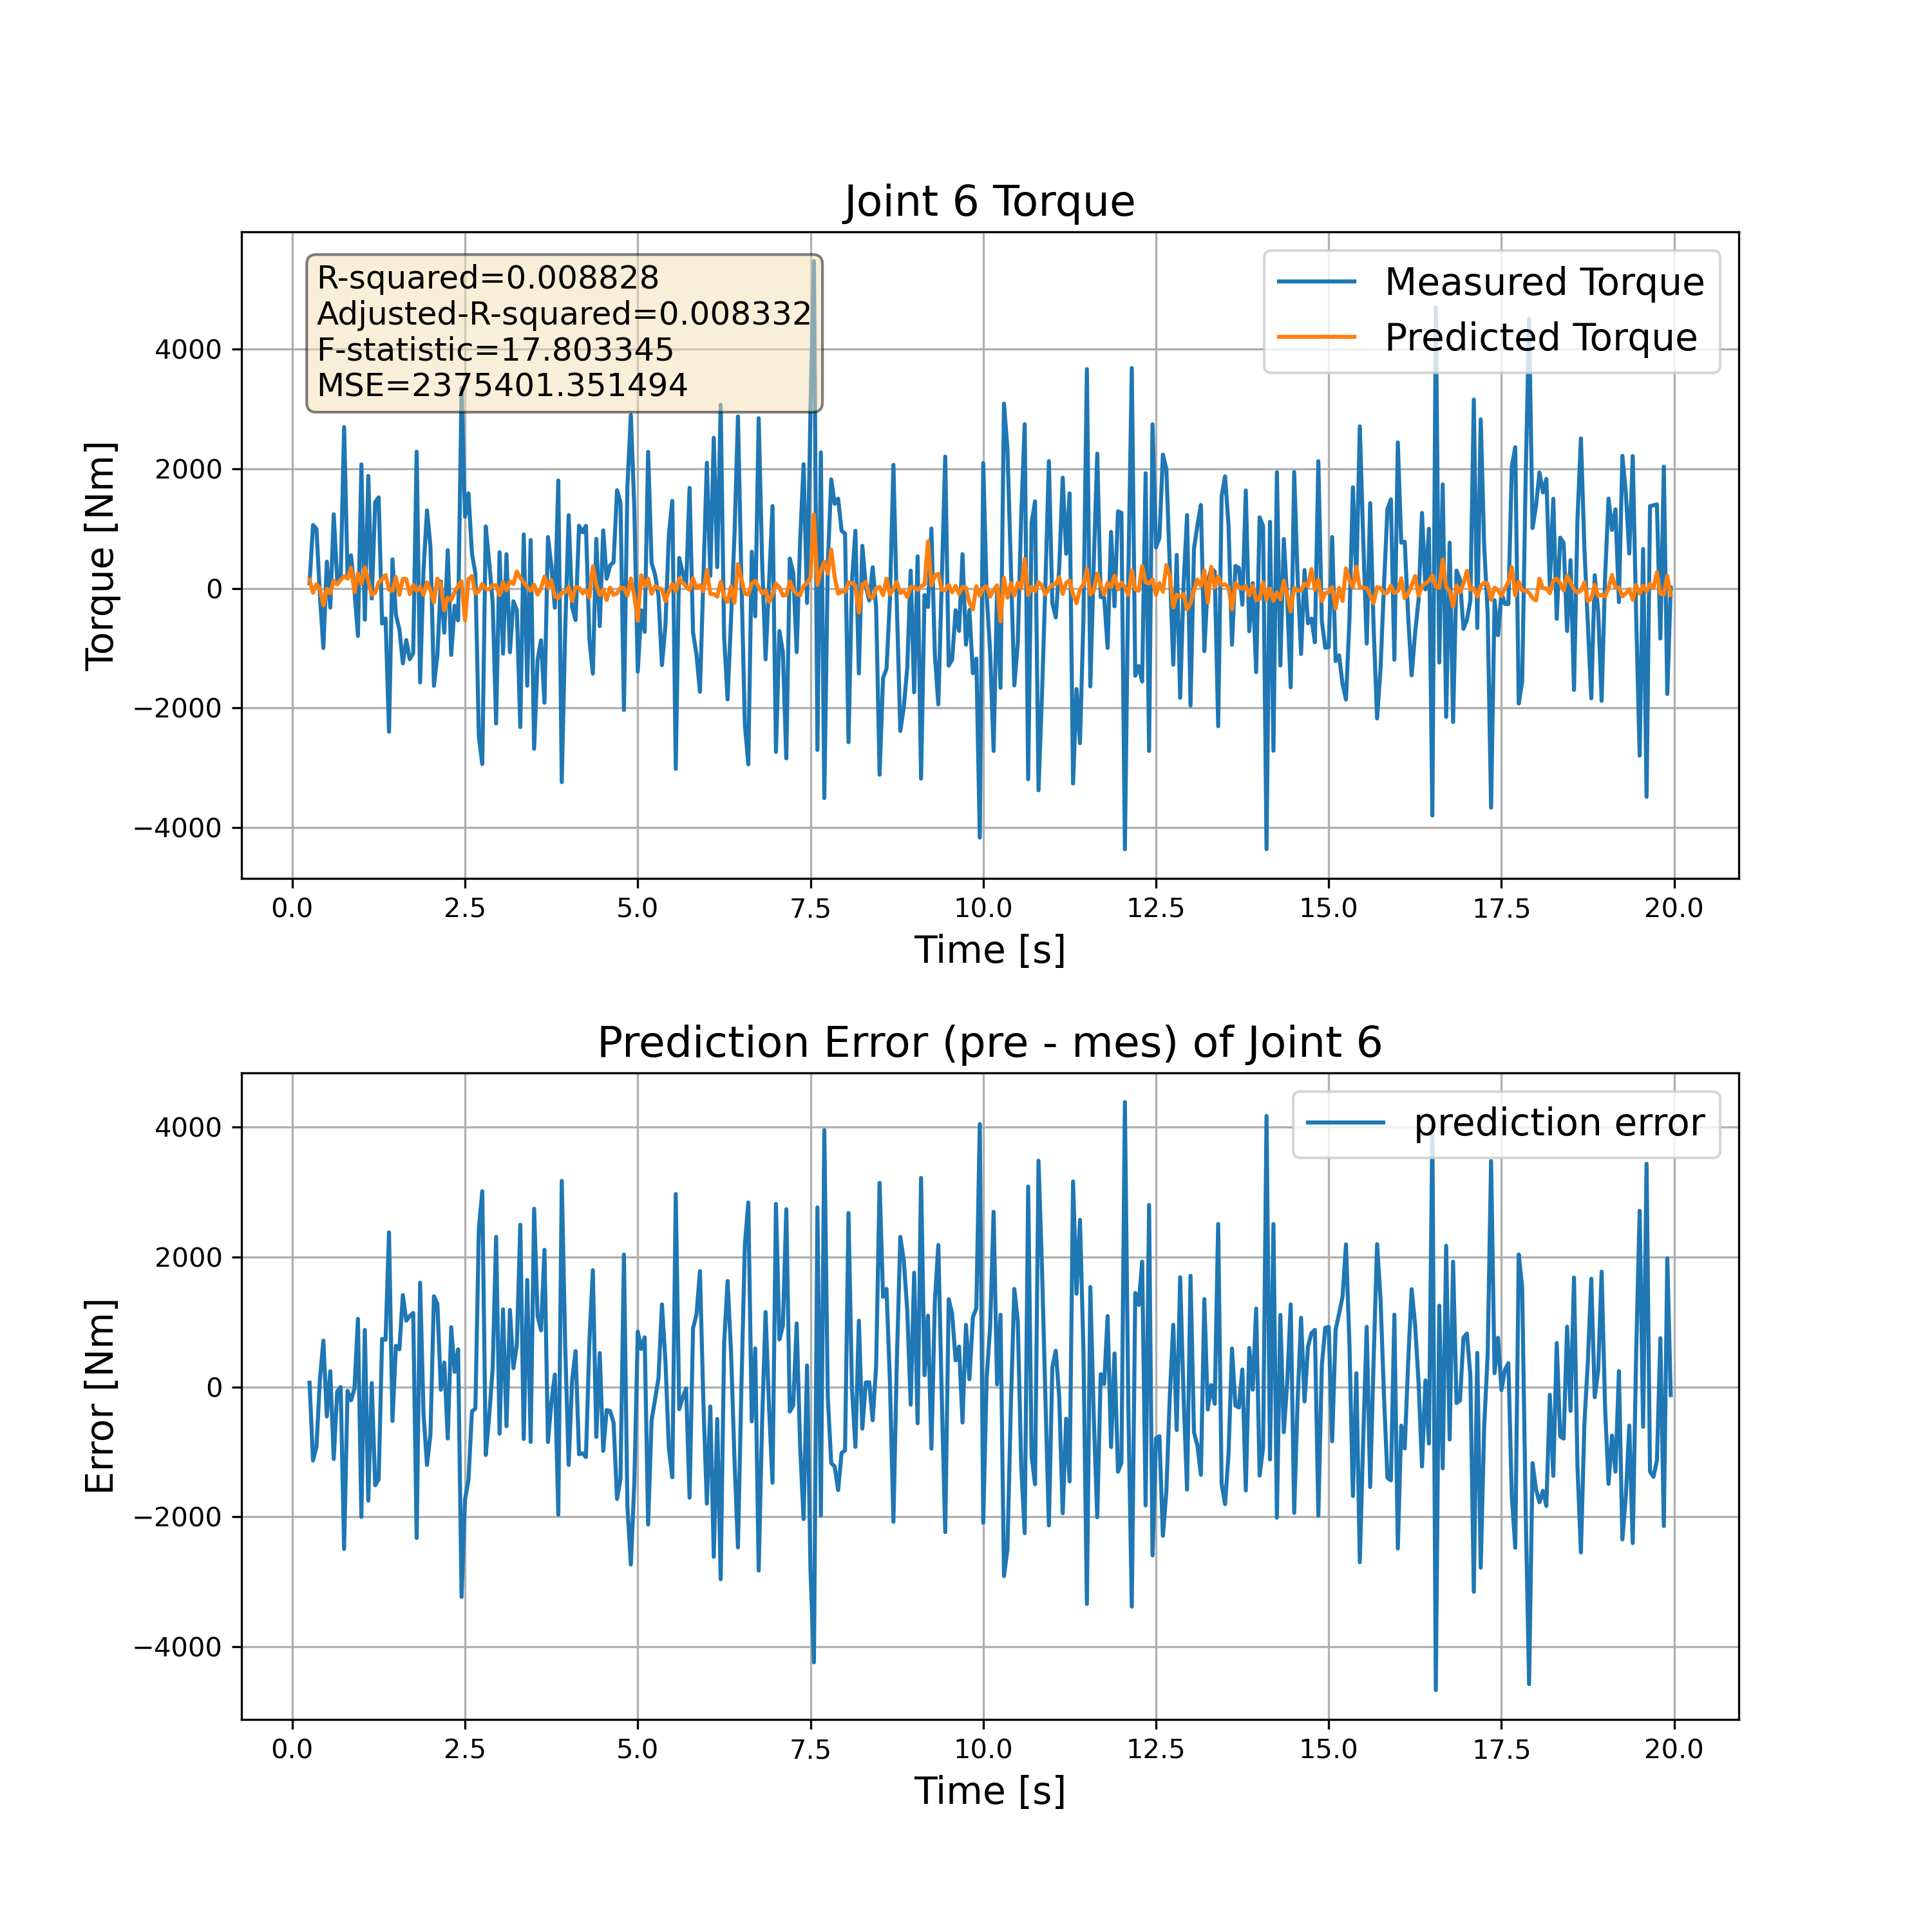 Joint 6 Torque
R-squared=0.008828
Adjusted-R-squared=0.008332
F-statistic=17.803345
MSE=2375401.351494
Measured Torque
Predicted Torque
Torque [Nm]
4000
2000
0
−2000
−4000
0.0 2.5 5.0 7.5 10.0 12.5 15.0 17.5 20.0
Time [s]
Prediction Error (pre - mes) of Joint 6
prediction error
Error [Nm]
4000
2000
0
−2000
−4000
0.0 2.5 5.0 7.5 10.0 12.5 15.0 17.5 20.0
Time [s]